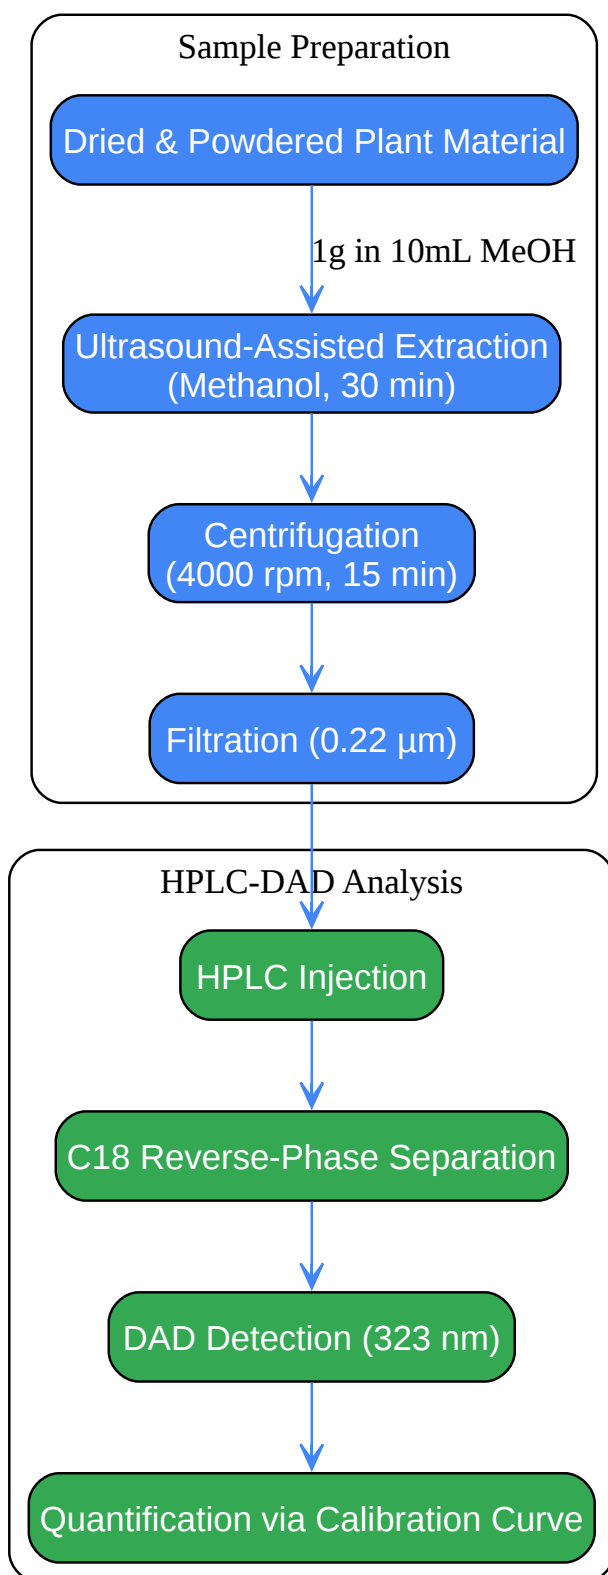 Sample Preparation
Dried & Powdered Plant Material
1g in 10mL MeOH
Ultrasound-Assisted Extraction
(Methanol, 30 min)
Centrifugation
(4000 rpm, 15 min)
Filtration (0.22 µm)
HPLC-DAD Analysis
HPLC Injection
C18 Reverse-Phase Separation
DAD Detection (323 nm)
Quantification via Calibration Curve